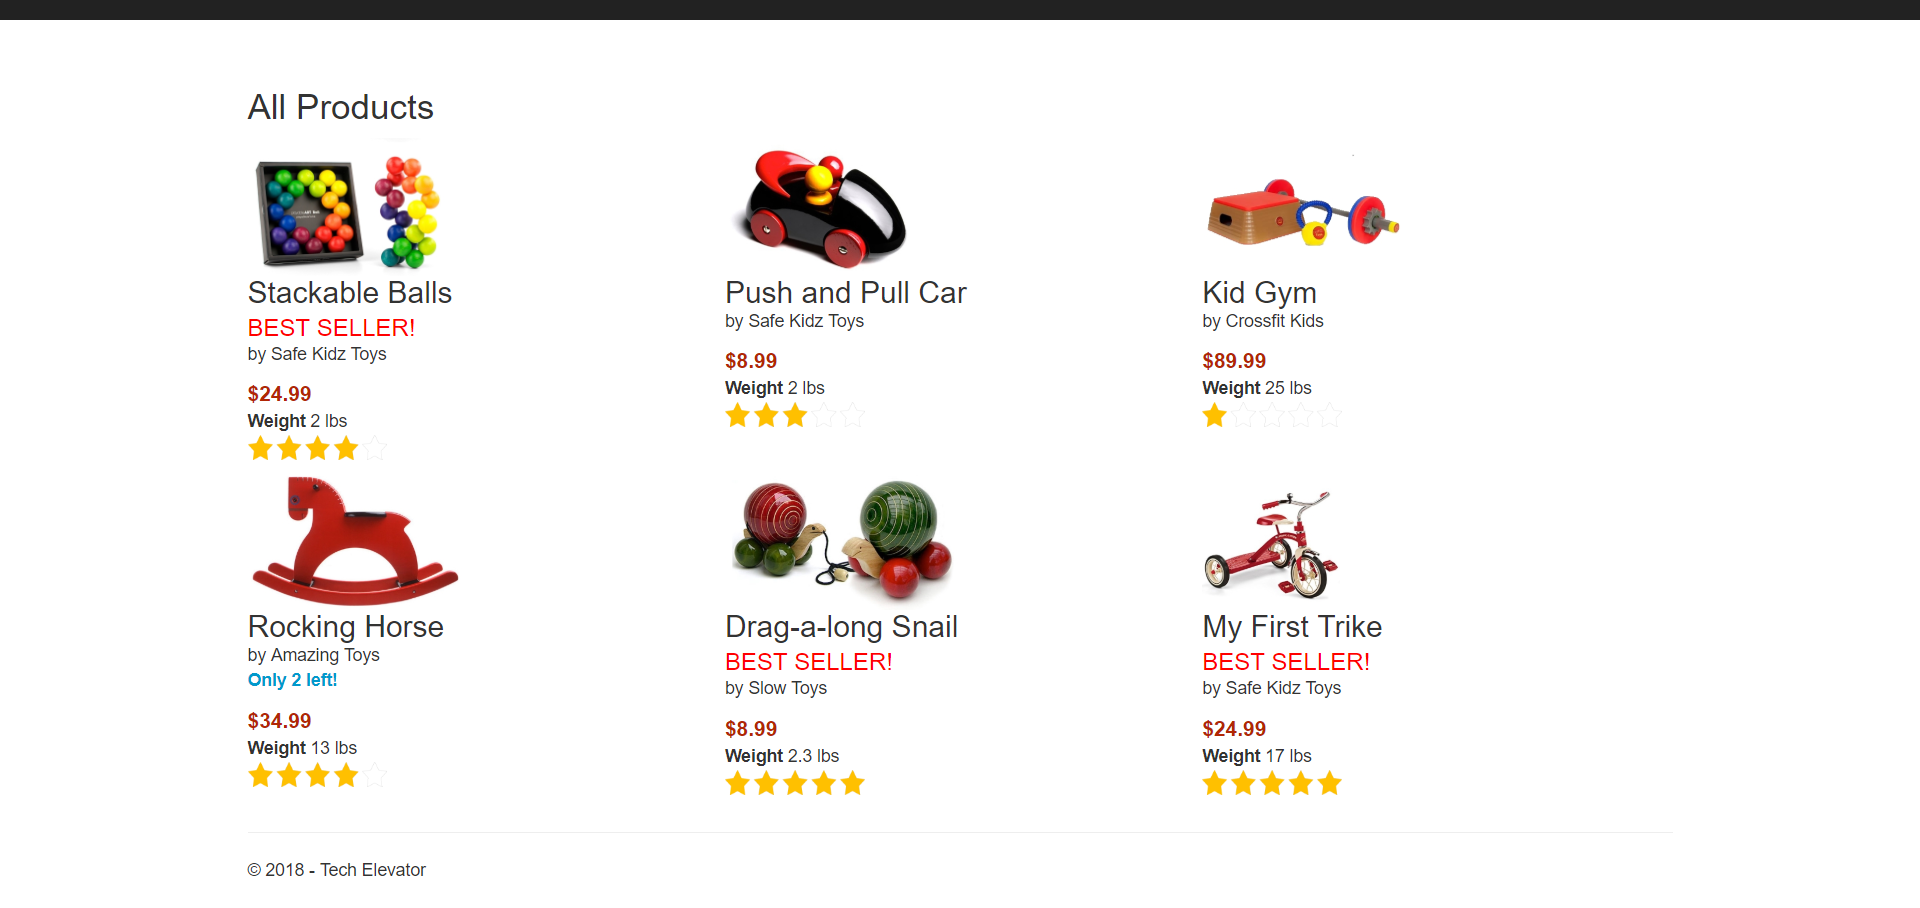 All Products
Stackable Balls
BEST SELLER!
by Safe Kidz Toys
$24.99
Weight 2 lbs
Push and Pull Car
by Safe Kidz Toys
$8.99
Weight 2 lbs
Kid Gym
by Crossfit Kids
$89.99
Weight 25 lbs
Rocking Horse
by Amazing Toys
Only 2 left!
$34.99
Weight 13 lbs
Drag-a-long Snail
BEST SELLER!
by Slow Toys
$8.99
Weight 2.3 lbs
My First Trike
BEST SELLER!
by Safe Kidz Toys
$24.99
Weight 17 lbs
© 2018 - Tech Elevator